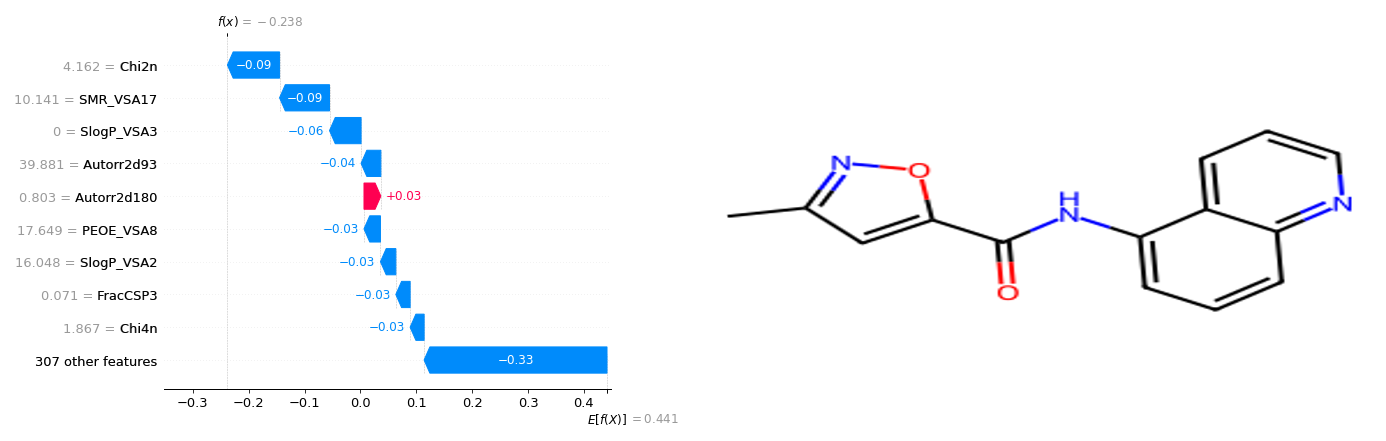 f(x) = −0.238
4.162 = Chi2n −0.09
10.141 = SMR_VSA17 −0.09
0 = SlogP_VSA3 −0.06
39.881 = Autorr2d93 −0.04
0.803 = Autorr2d180 +0.03
17.649 = PEOE_VSA8 −0.03
16.048 = SlogP_VSA2 −0.03
0.071 = FracCSP3 −0.03
1.867 = Chi4n −0.03
307 other features −0.33
−0.3 −0.2 −0.1 0.0 0.1 0.2 0.3 0.4
E[f(X)] = 0.441
N O H N O N